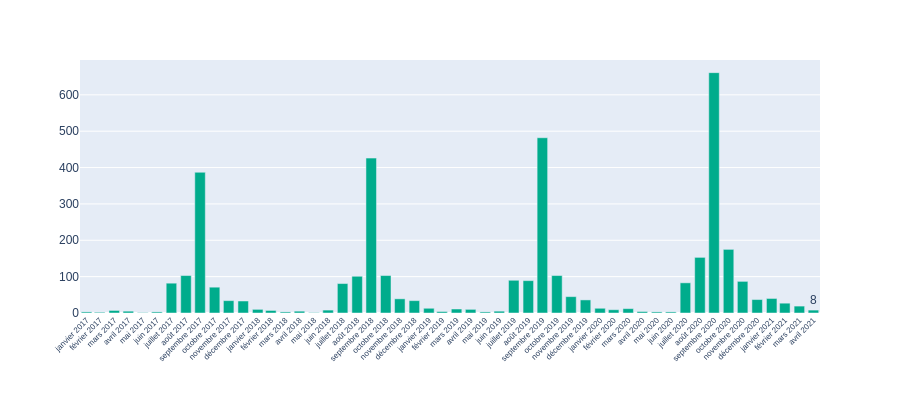 600
500
400
300
200
100
0
8
janvier 2017
février 2017
mars 2017
avril 2017
mai 2017
juin 2017
juillet 2017
août 2017
septembre 2017
octobre 2017
novembre 2017
décembre 2017
janvier 2018
février 2018
mars 2018
avril 2018
mai 2018
juin 2018
juillet 2018
août 2018
septembre 2018
octobre 2018
novembre 2018
décembre 2018
janvier 2019
février 2019
mars 2019
avril 2019
mai 2019
juin 2019
juillet 2019
août 2019
septembre 2019
octobre 2019
novembre 2019
décembre 2019
janvier 2020
février 2020
mars 2020
avril 2020
mai 2020
juin 2020
juillet 2020
août 2020
septembre 2020
octobre 2020
novembre 2020
décembre 2020
janvier 2021
février 2021
mars 2021
avril 2021